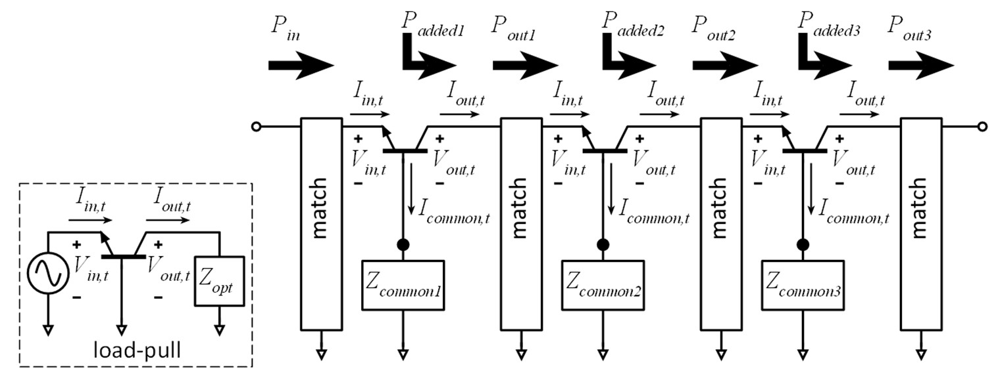 P_in P_added1 P_out1 P_added2 P_out2 P_added3 P_out3
I_in,t I_out,t I_in,t I_out,t I_in,t I_out,t
+ + + + + +
V_in,t V_out,t V_in,t V_out,t V_in,t V_out,t
- - - - - -
match match match match
I_common,t I_common,t I_common,t
Z_common1 Z_common2 Z_common3
I_in,t I_out,t
+ +
V_in,t V_out,t Z_opt
- -
load-pull